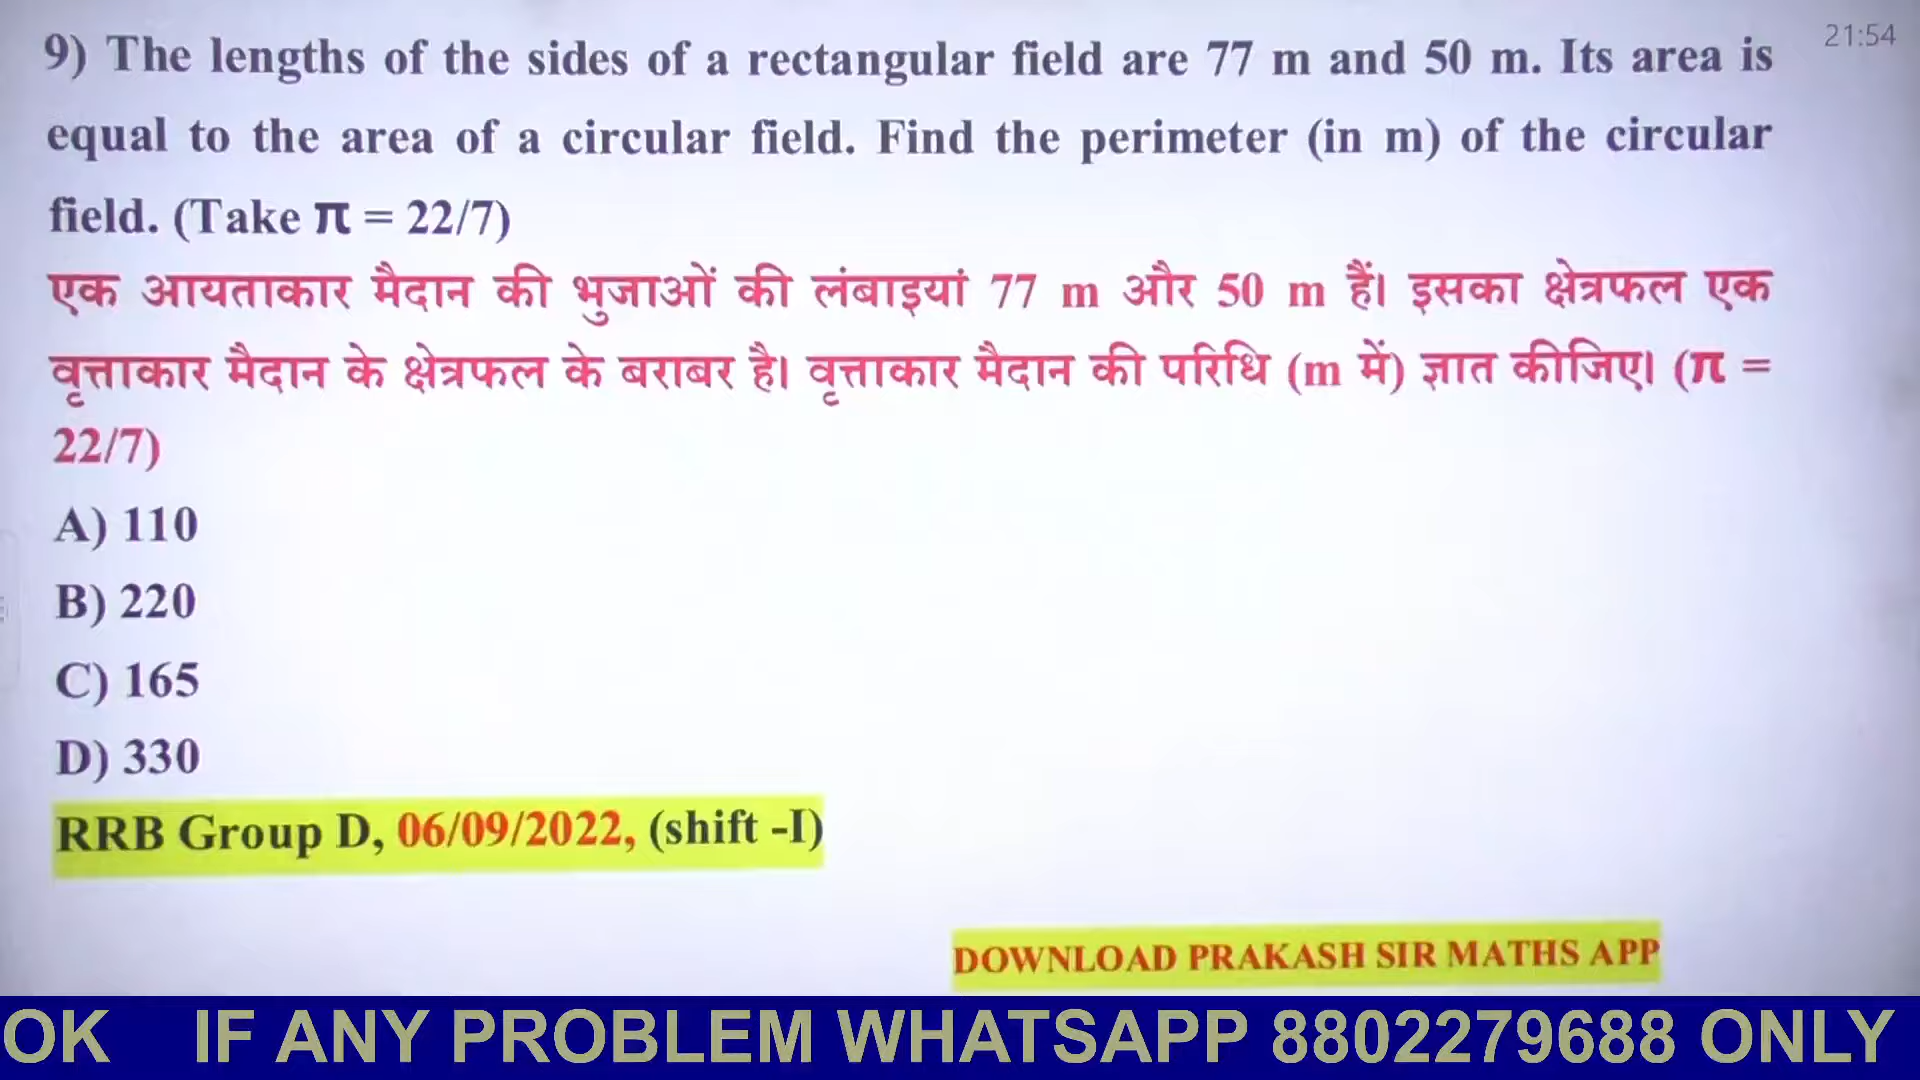 9) The lengths of the sides of a rectangular field are 77 m and 50 m. Its area is
21:54
equal to the area of a circular field. Find the perimeter (in m) of the circular
field. (Take π = 22/7)
एक आयताकार मैदान की भुजाओं की लंबाइयां 77 m और 50 m हैं। इसका क्षेत्रफल एक
वृत्ताकार मैदान के क्षेत्रफल के बराबर है। वृत्ताकार मैदान की परिधि (m में) ज्ञात कीजिए। (π =
22/7)
A) 110
B) 220
C) 165
D) 330
RRB Group D, 06/09/2022, (shift -I)
DOWNLOAD PRAKASH SIR MATHS APP
OK IF ANY PROBLEM WHATSAPP 8802279688 ONLY